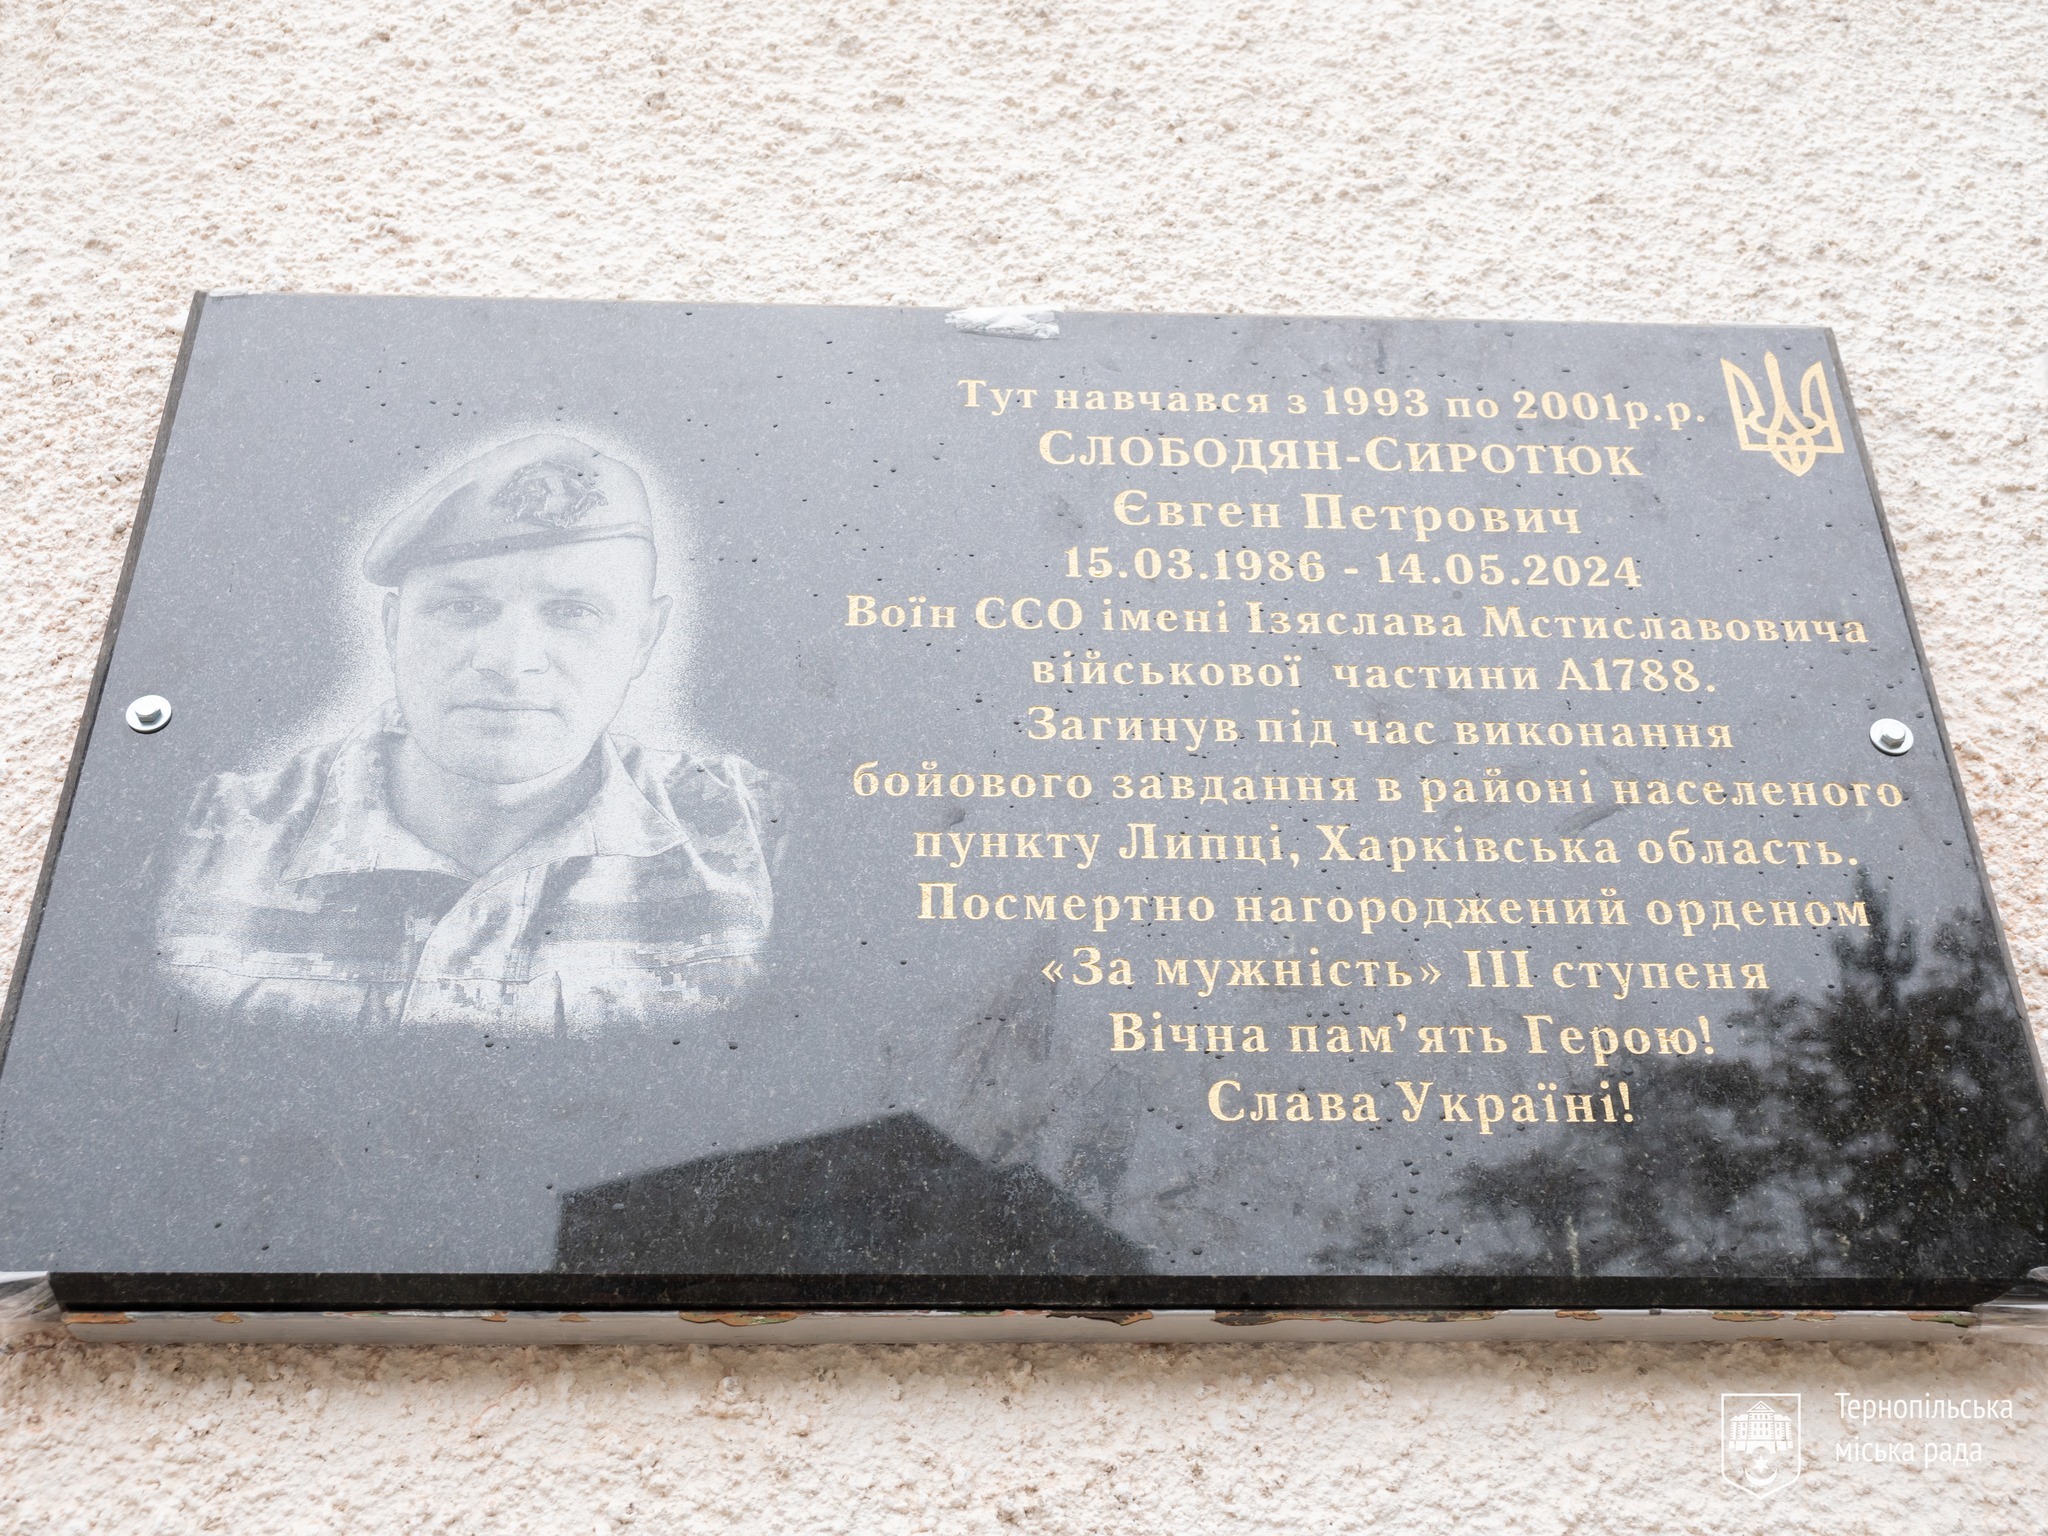 Тут навчався з 1993 по 2001р.р.
СЛОБОДЯН-СИРОТЮК
Євген Петрович
15.03.1986 - 14.05.2024
Воїн ССО імені Ізяслава Мстиславовича
військової частини А1788.
Загинув під час виконання
бойового завдання в районі населеного
пункту Липці, Харківська область.
Посмертно нагороджений орденом
«За мужність» III ступеня
Вічна пам’ять Герою!
Слава Україні!
Тернопільська
міська рада